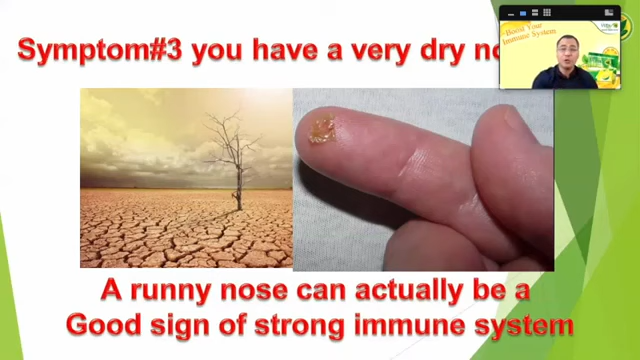 Symptom#3 you have a very dry
Boost Your
Immune System
A runny nose can actually be a
Good sign of strong immune system